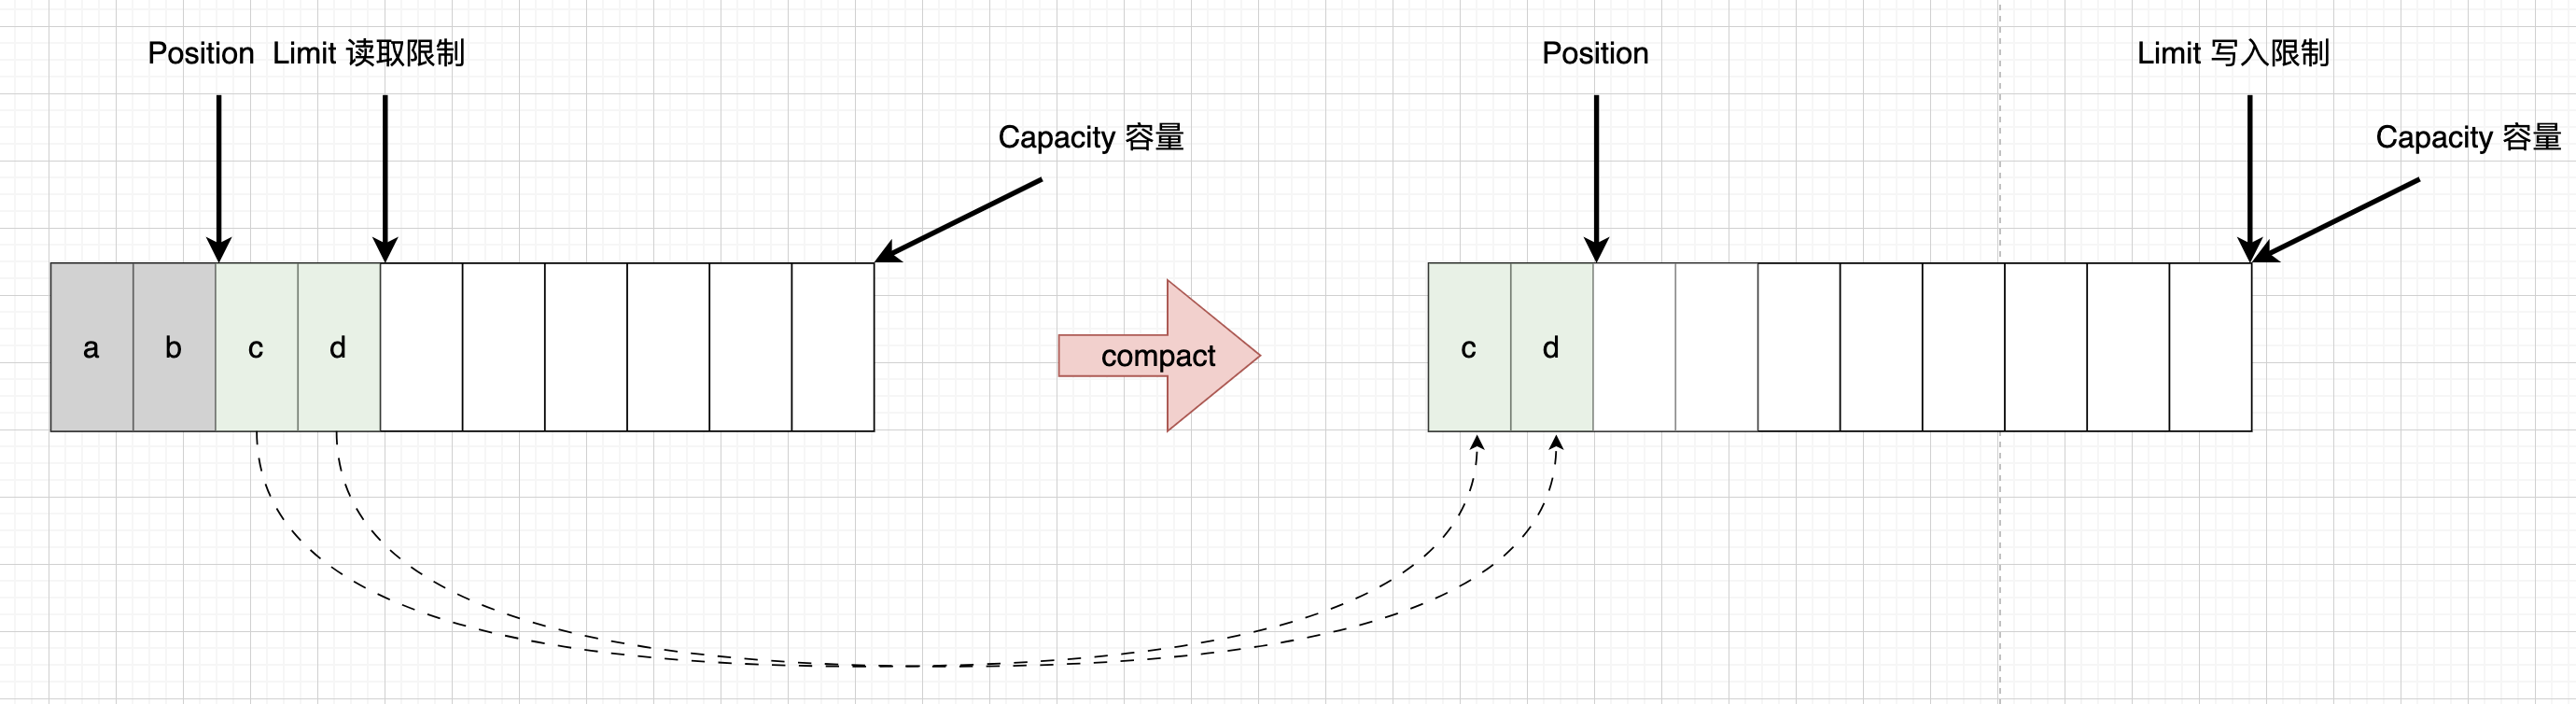 Position
Limit 读取限制
Capacity 容量
a
b
c
d
compact
Position
Limit 写入限制
Capacity 容量
c
d